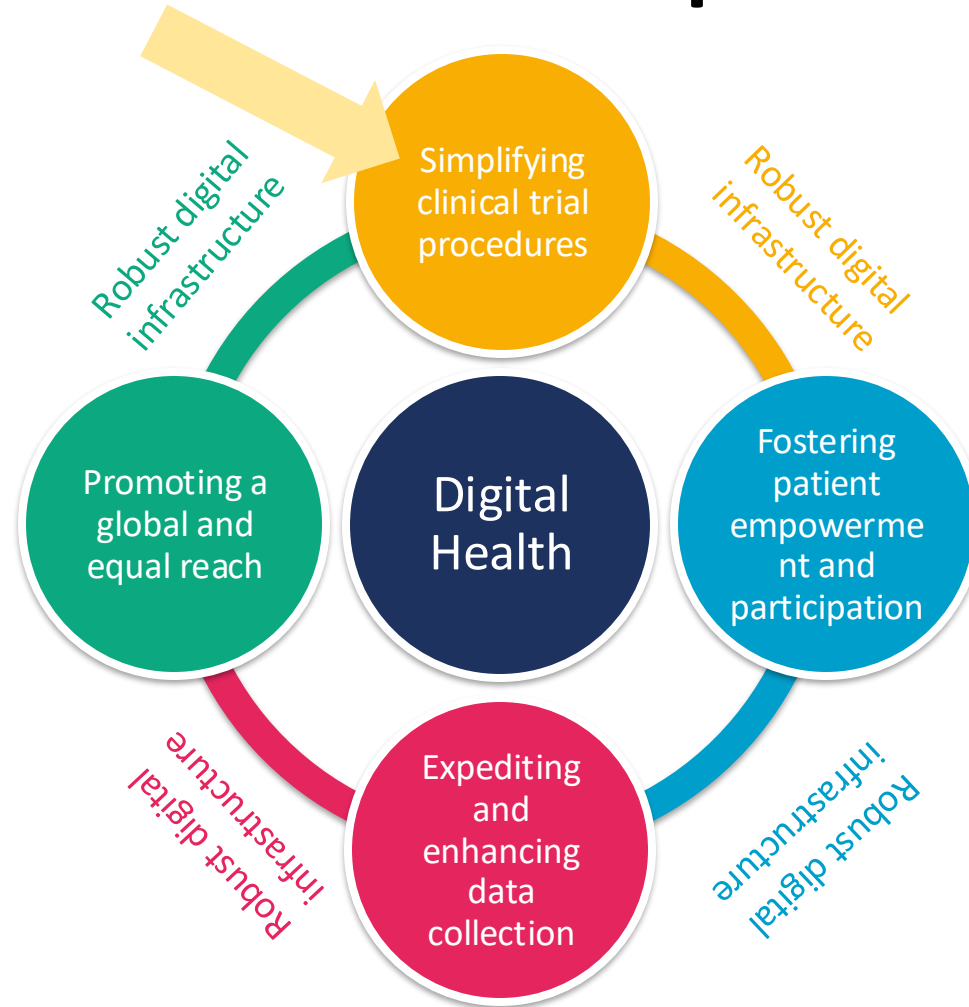 Simplifying
clinical trial
procedures
Robust digital
infrastructure
Robust digital
infrastructure
Promoting a
global and
equal reach
Digital
Health
Fostering
patient
empowerme
nt and
participation
Expediting
and
enhancing
data
collection
Robust digital
infrastructure
Robust digital
infrastructure